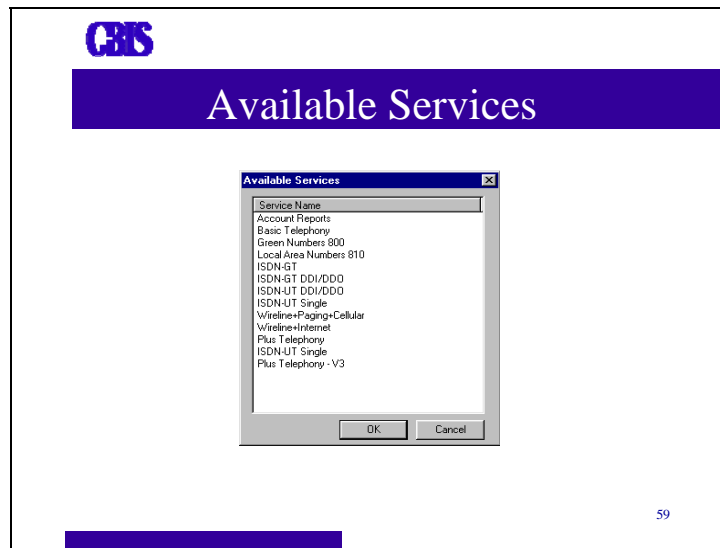 CBIS
Available Services
Available Services
Service Name
Account Reports
Basic Telephony
Green Numbers 800
Local Area Numbers 810
ISDN-GT
ISDN-GT DDI/DDO
ISDN-UT DDI/DDO
ISDN-UT Single
Wireline+Paging+Cellular
Wireline+Internet
Plus Telephony
ISDN-UT Single
Plus Telephony - V3
OK Cancel
59